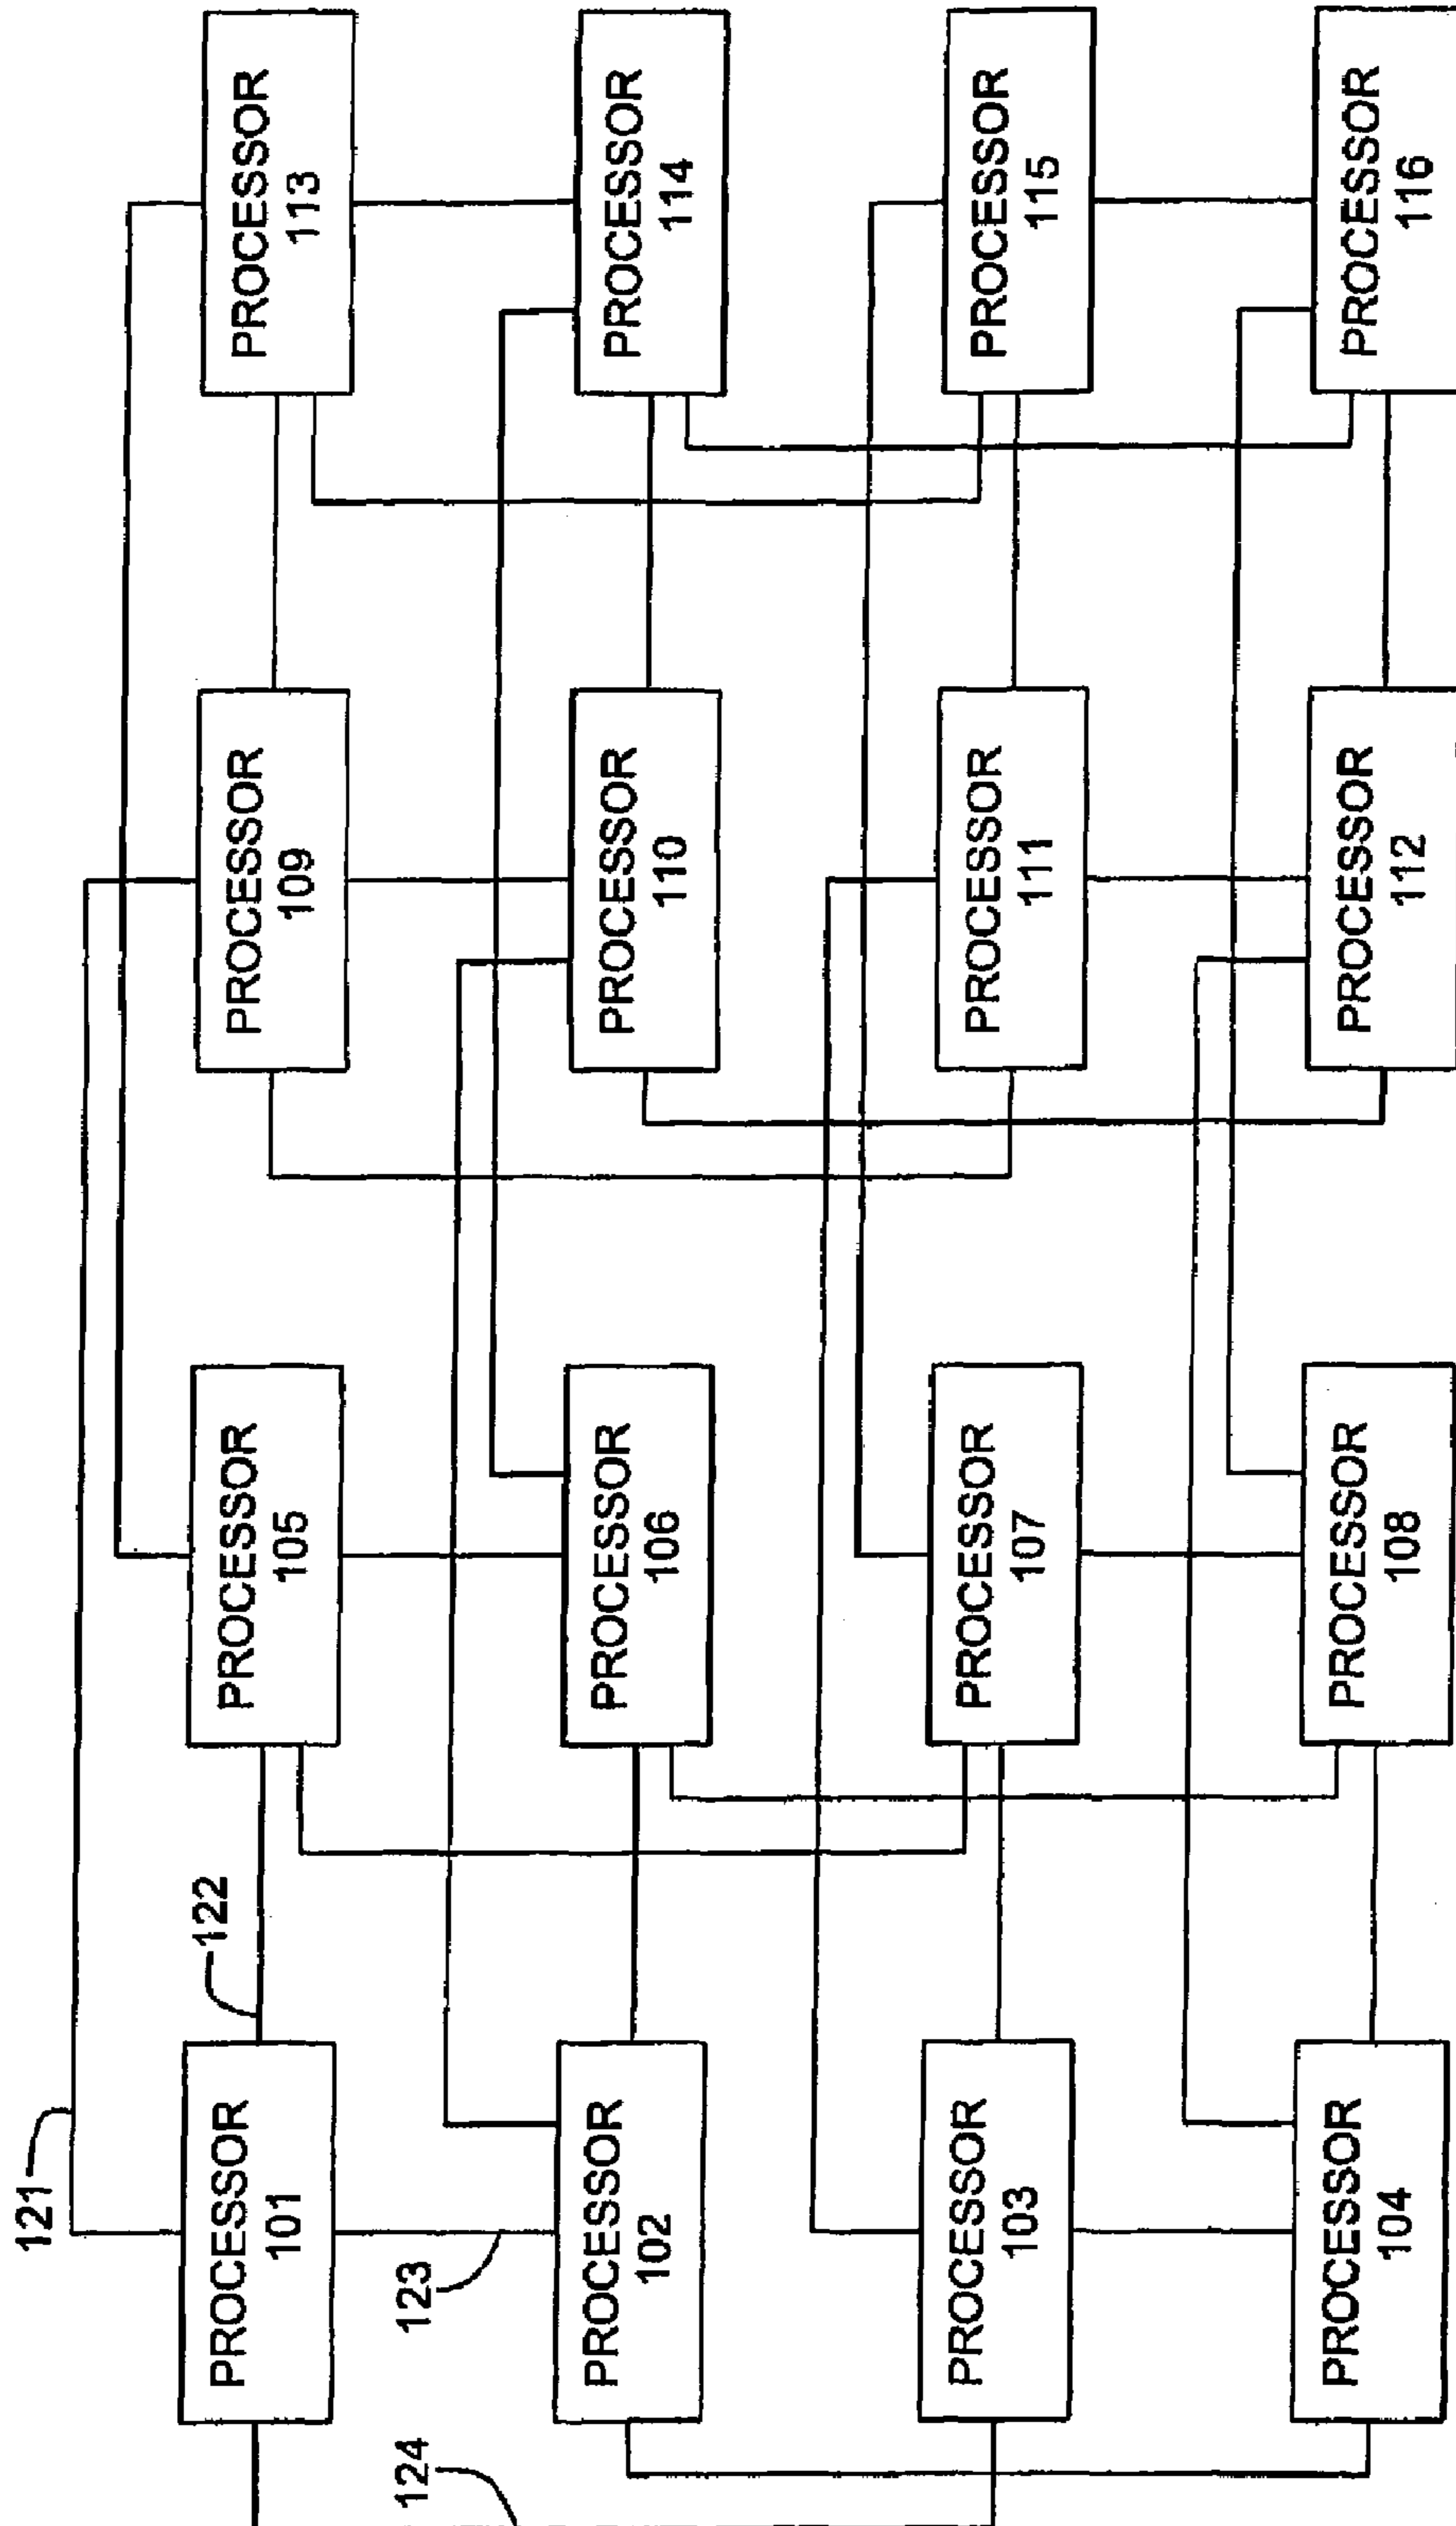 121
PROCESSOR
101
122
PROCESSOR
105
PROCESSOR
109
PROCESSOR
113
123
124
PROCESSOR
102
PROCESSOR
106
PROCESSOR
110
PROCESSOR
114
PROCESSOR
103
PROCESSOR
107
PROCESSOR
111
PROCESSOR
115
PROCESSOR
104
PROCESSOR
108
PROCESSOR
112
PROCESSOR
116